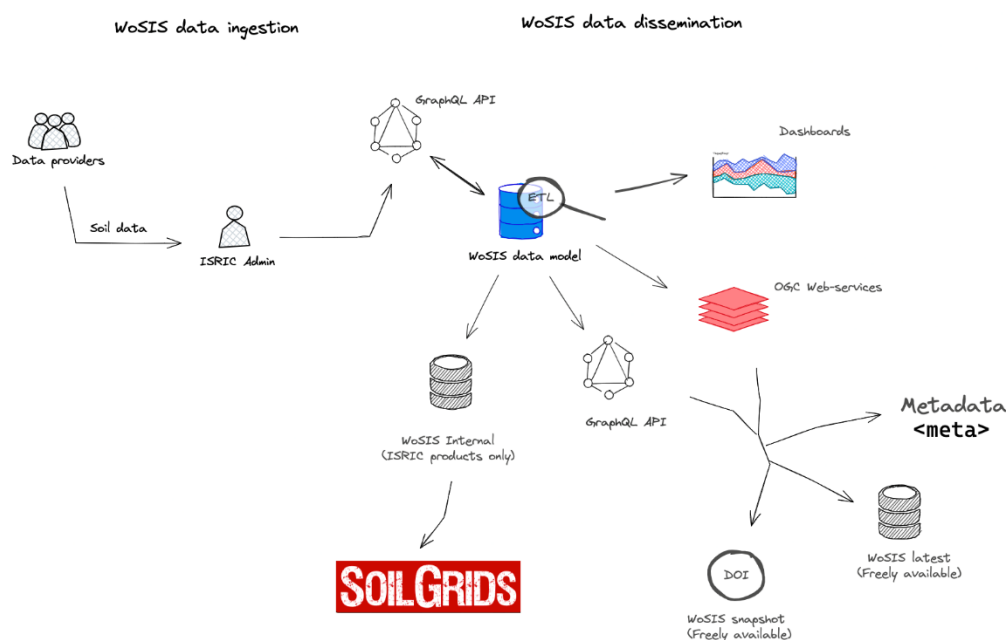 WoSIS data ingestion
WoSIS data dissemination
GraphQL API
Data providers
Dashboards
Soil data
ISRIC Admin
ETL
WoSIS data model
OGC Web-services
GraphQL API
WoSIS Internal
(ISRIC products only)
Metadata
<meta>
SOILGRIDS
DOI
WoSIS latest
(Freely available)
WoSIS snapshot
(Freely available)